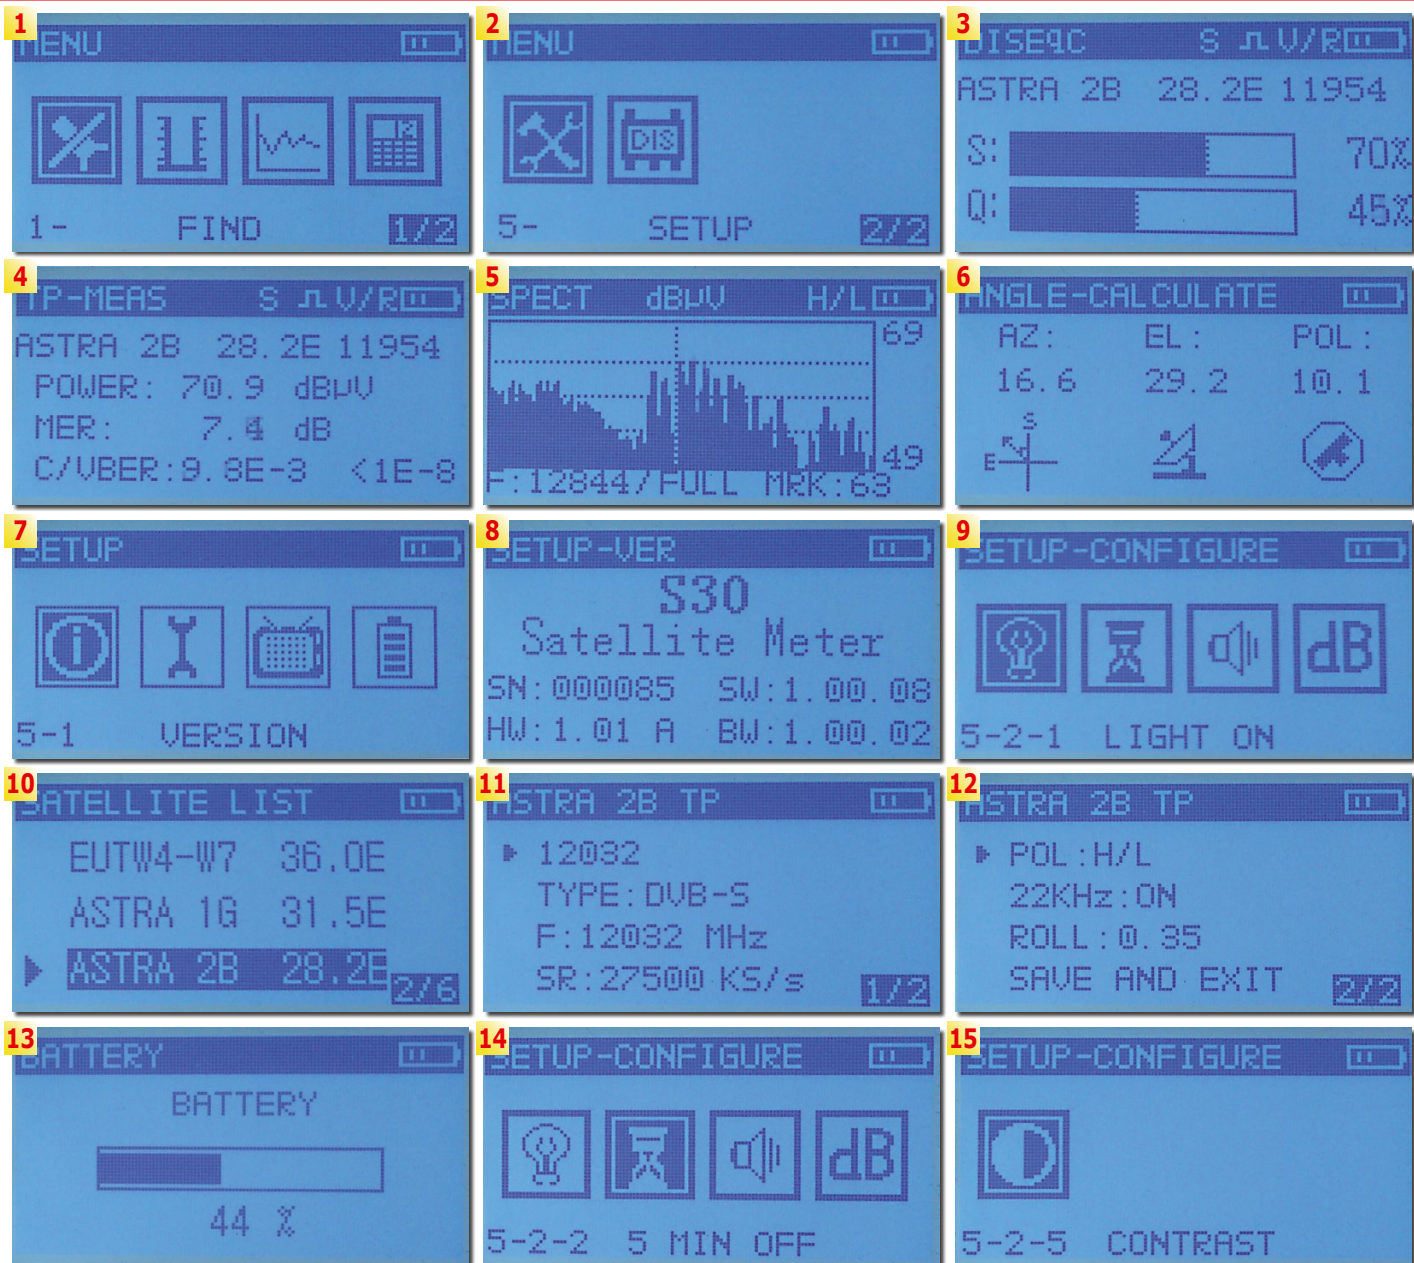 1
MENU
1-
FIND
1/2
2
MENU
5-
SETUP
2/2
3
DISEqC S V/R
ASTRA 2B 28.2E 11954
S: 70%
Q: 45%
4
TP-MEAS S V/R
ASTRA 2B 28.2E 11954
POWER: 70.9 dBµV
MER: 7.4 dB
C/VBER:9.8E-3 <1E-8
5
SPECT dBµV H/L
69
49
F:12844/FULL MRK:63
6
ANGLE-CALCULATE
AZ: EL: POL:
16.6 29.2 10.1
S
E
7
SETUP
5-1 VERSION
8
SETUP-VER
S30
Satellite Meter
SN:000085 SW:1.00.08
HW:1.01 A BW:1.00.02
9
SETUP-CONFIGURE
dB
5-2-1 LIGHT ON
10
SATELLITE LIST
EUTW4-W7 36.0E
ASTRA 1G 31.5E
ASTRA 2B 28.2E
2/6
11
ASTRA 2B TP
12032
TYPE:DVB-S
F:12032 MHz
SR:27500 KS/s
1/2
12
ASTRA 2B TP
POL:H/L
22KHz:ON
ROLL:0.35
SAVE AND EXIT
2/2
13
BATTERY
BATTERY
44 %
14
SETUP-CONFIGURE
dB
5-2-2 5 MIN OFF
15
SETUP-CONFIGURE
5-2-5 CONTRAST